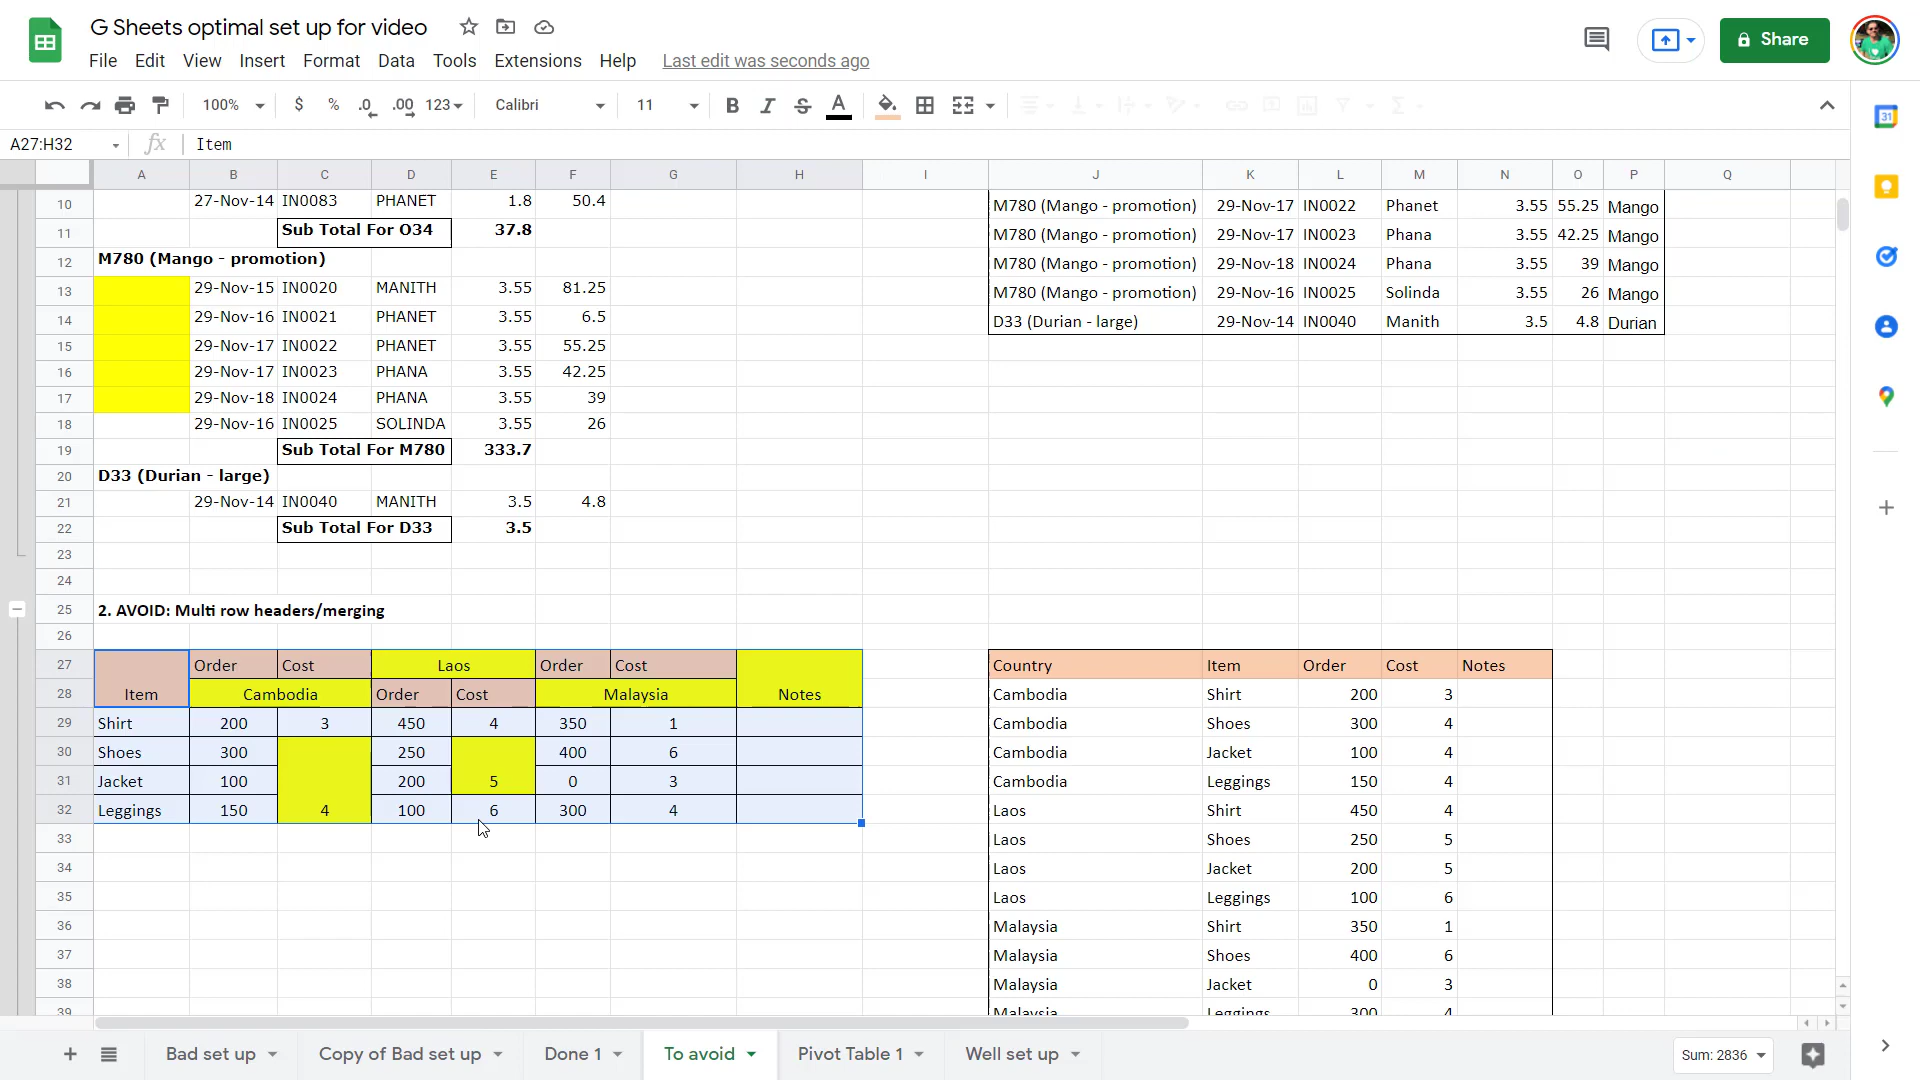 G Sheets optimal set up for video
File Edit View Insert Format Data Tools Extensions Help Last edit was seconds ago
Share
100% $ % .0 .00 123 Calibri 11 B I S A
A27:H32 fx Item
A B C D E F G H I J K L M N O P Q
10 27-Nov-14 IN0083 PHANET 1.8 50.4 M780 (Mango - promotion) 29-Nov-17 IN0022 Phanet 3.55 55.25 Mango
11 Sub Total For O34 37.8 M780 (Mango - promotion) 29-Nov-17 IN0023 Phana 3.55 42.25 Mango
12 M780 (Mango - promotion) M780 (Mango - promotion) 29-Nov-18 IN0024 Phana 3.55 39 Mango
13 29-Nov-15 IN0020 MANITH 3.55 81.25 M780 (Mango - promotion) 29-Nov-16 IN0025 Solinda 3.55 26 Mango
14 29-Nov-16 IN0021 PHANET 3.55 6.5 D33 (Durian - large) 29-Nov-14 IN0040 Manith 3.5 4.8 Durian
15 29-Nov-17 IN0022 PHANET 3.55 55.25
16 29-Nov-17 IN0023 PHANA 3.55 42.25
17 29-Nov-18 IN0024 PHANA 3.55 39
18 29-Nov-16 IN0025 SOLINDA 3.55 26
19 Sub Total For M780 333.7
20 D33 (Durian - large)
21 29-Nov-14 IN0040 MANITH 3.5 4.8
22 Sub Total For D33 3.5
23
24
25 2. AVOID: Multi row headers/merging
26
27 Order Cost Laos Order Cost Country Item Order Cost Notes
28 Item Cambodia Order Cost Malaysia Notes Cambodia Shirt 200 3
29 Shirt 200 3 450 4 350 1 Cambodia Shoes 300 4
30 Shoes 300 250 400 6 Cambodia Jacket 100 4
31 Jacket 100 200 5 0 3 Cambodia Leggings 150 4
32 Leggings 150 4 100 6 300 4 Laos Shirt 450 4
33 Laos Shoes 250 5
34 Laos Jacket 200 5
35 Laos Leggings 100 6
36 Malaysia Shirt 350 1
37 Malaysia Shoes 400 6
38 Malaysia Jacket 0 3
39 Malaysia Leggings 300 4
Bad set up Copy of Bad set up Done 1 To avoid Pivot Table 1 Well set up Sum: 2836
31